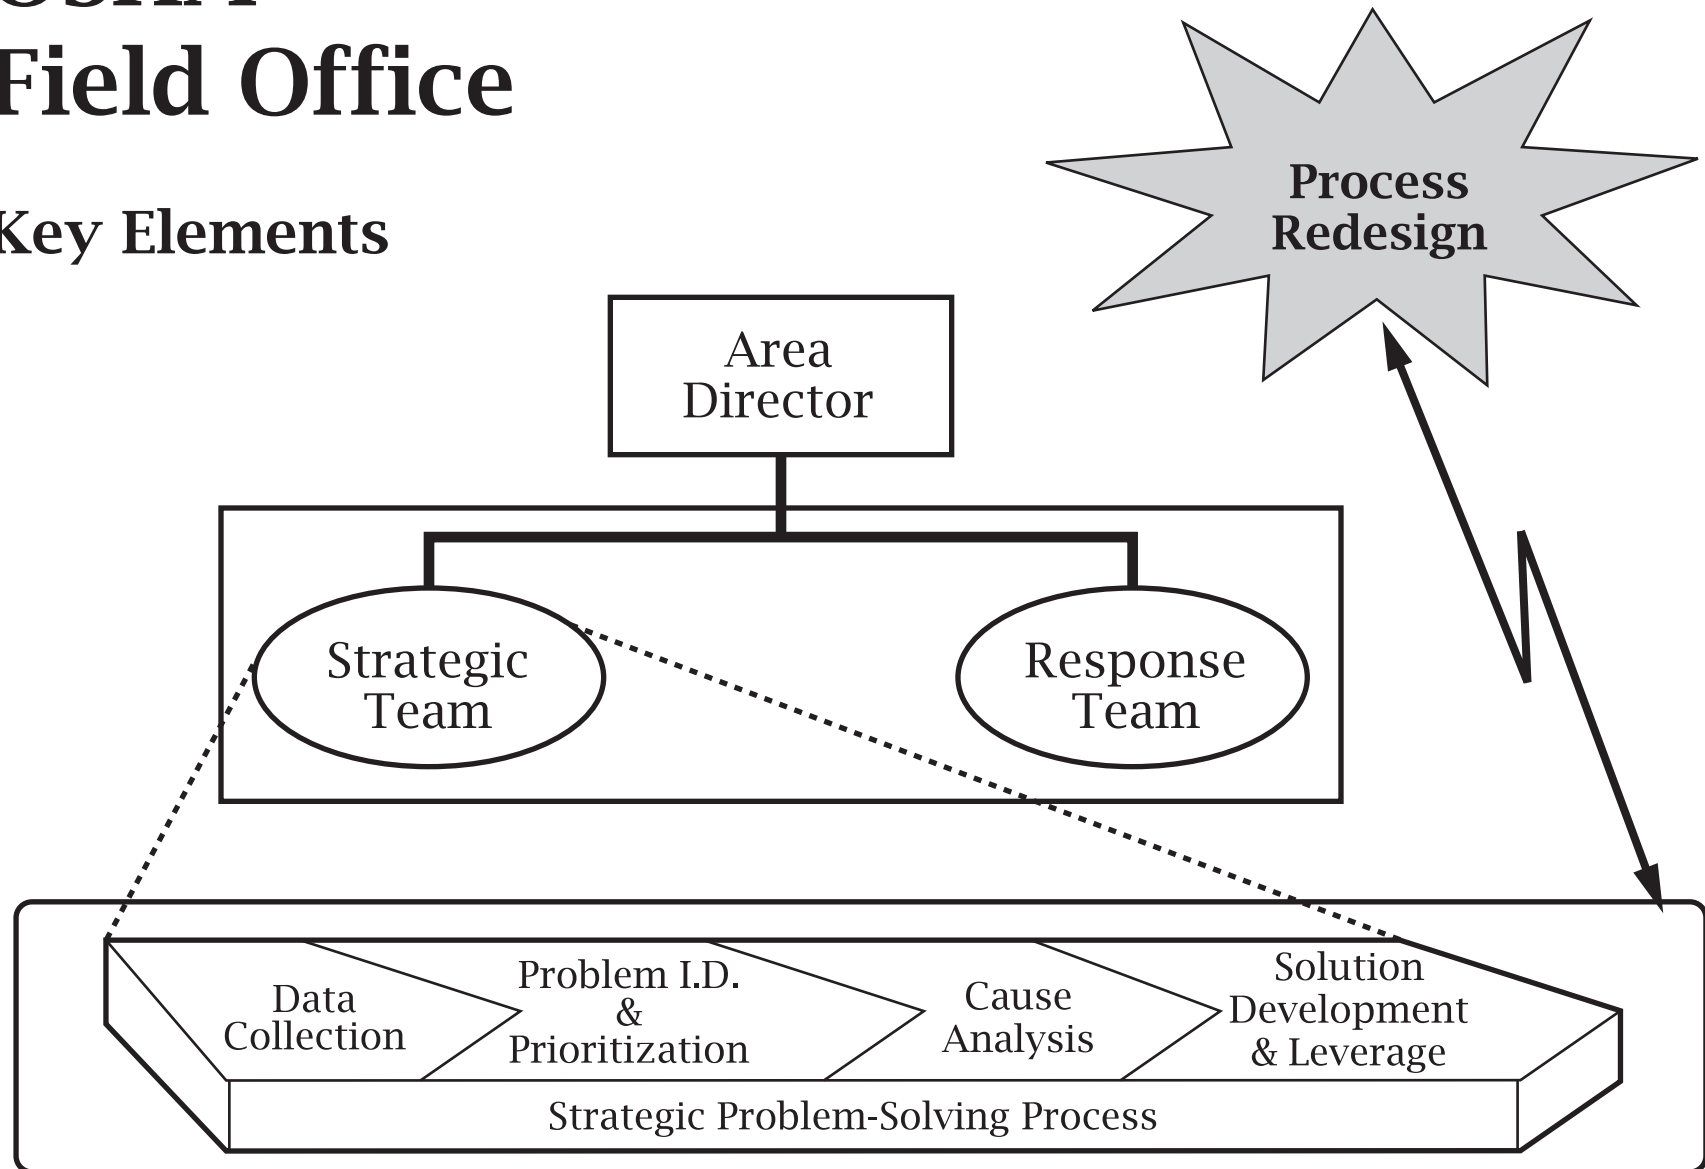 Field Office
Key Elements
Process
Redesign
Area
Director
Strategic
Team
Response
Team
Data
Collection
Problem I.D.
&
Prioritization
Cause
Analysis
Solution
Development
& Leverage
Strategic Problem-Solving Process